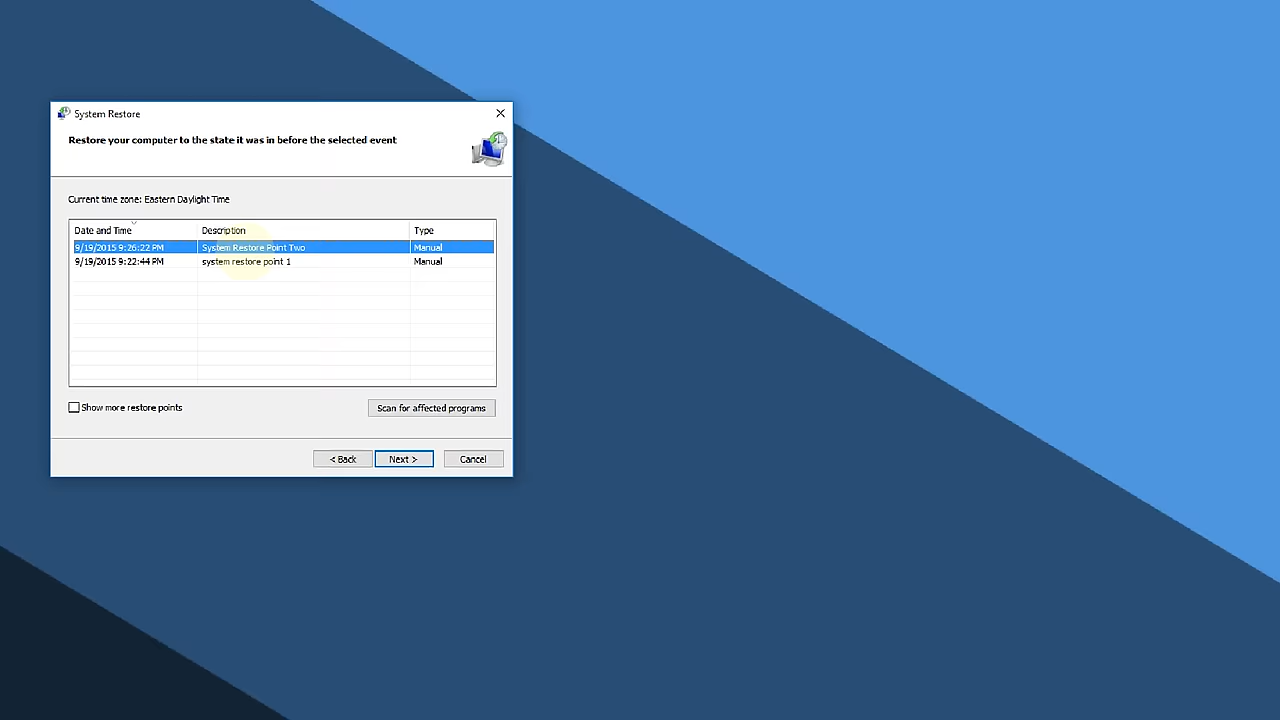 System Restore
Restore your computer to the state it was in before the selected event
Current time zone: Eastern Daylight Time
Date and Time Description Type
9/19/2015 9:26:22 PM System Restore Point Two Manual
9/19/2015 9:22:44 PM system restore point 1 Manual
Show more restore points Scan for affected programs
< Back Next > Cancel